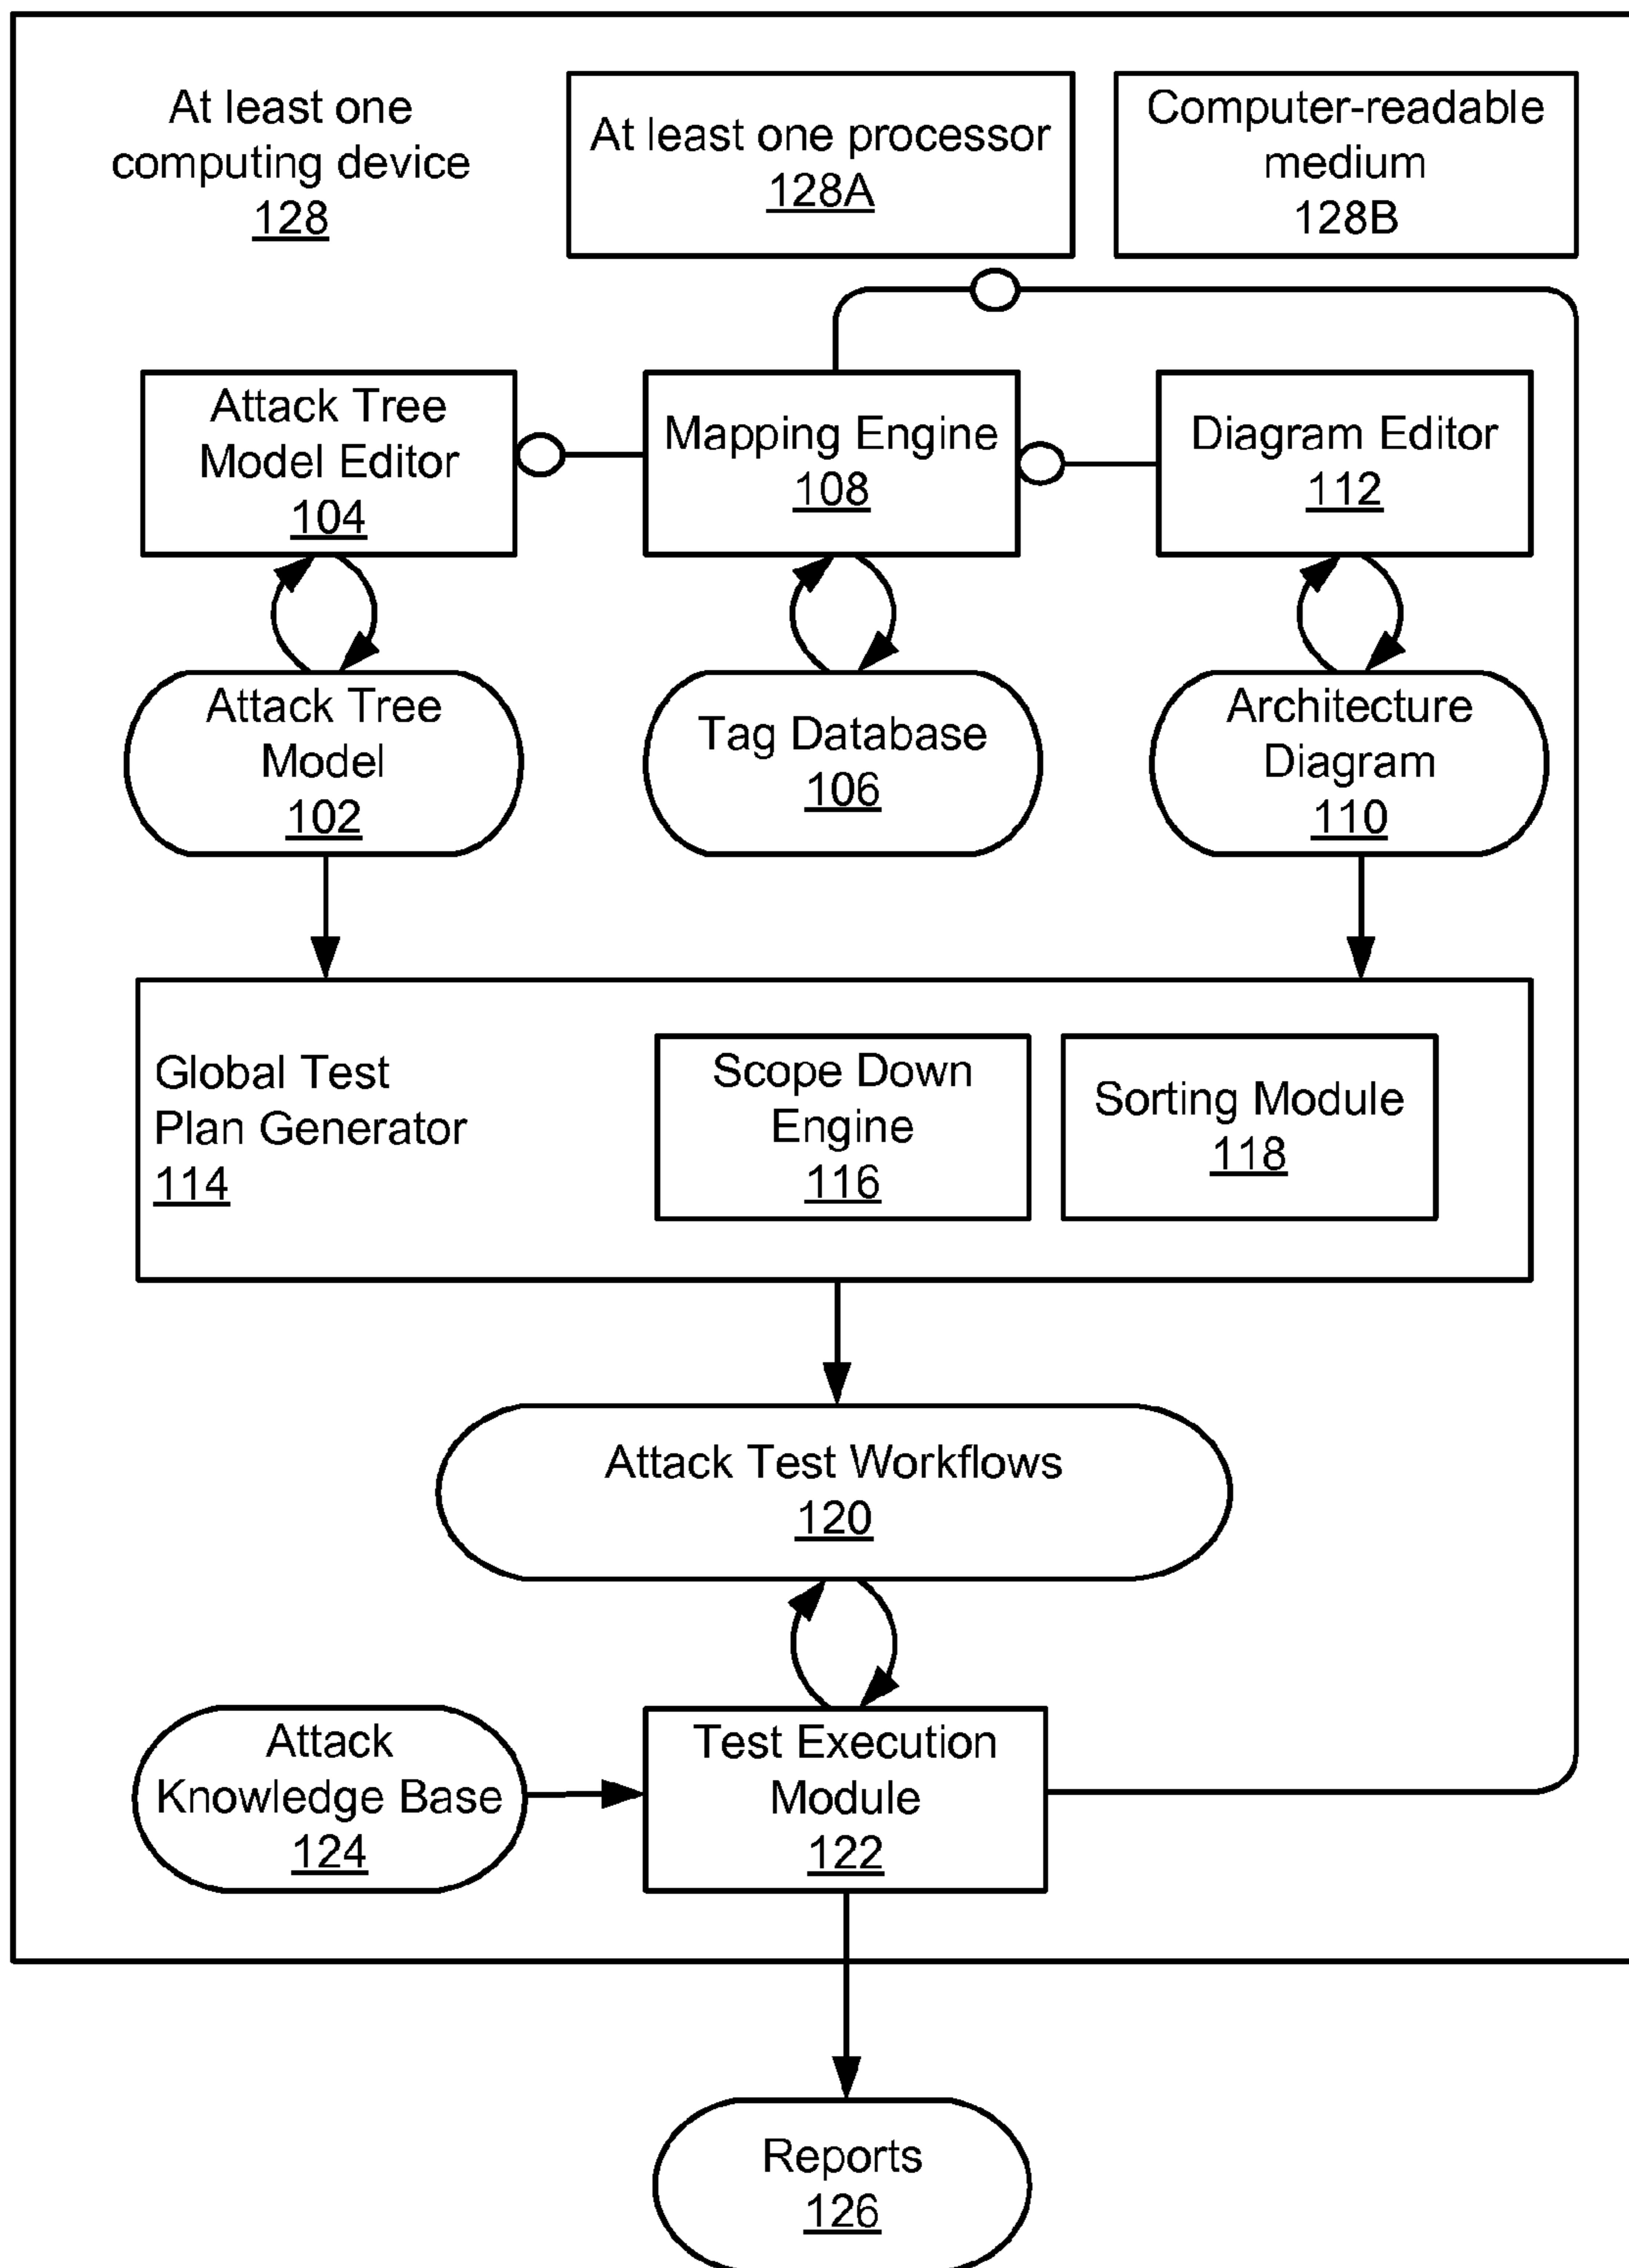 At least one
computing device
128
At least one processor
128A
Computer-readable
medium
128B
Attack Tree
Model Editor
104
Mapping Engine
108
Diagram Editor
112
Attack Tree
Model
102
Tag Database
106
Architecture
Diagram
110
Global Test
Plan Generator
114
Scope Down
Engine
116
Sorting Module
118
Attack Test Workflows
120
Attack
Knowledge Base
124
Test Execution
Module
122
Reports
126